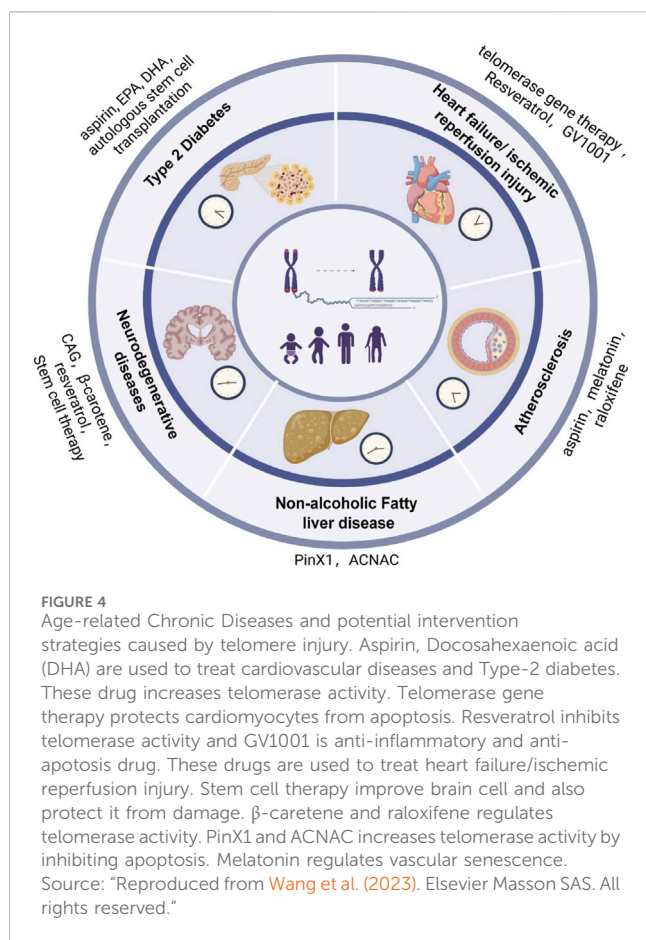 aspirin, EPA, DHA,
autologous stem cell
transplantation
Type 2 Diabetes
telomerase gene therapy ,
Resveratrol, GV1001
Heart failure/ ischemic
reperfusion injury
CAG, β-carotene,
resveratrol,
Stem cell therapy
Neurodegenerative
diseases
Atherosclerosis
aspirin, melatonin,
raloxifene
Non-alcoholic Fatty
liver disease
PinX1, ACNAC
FIGURE 4
Age-related Chronic Diseases and potential intervention
strategies caused by telomere injury. Aspirin, Docosahexaenoic acid
(DHA) are used to treat cardiovascular diseases and Type-2 diabetes.
These drug increases telomerase activity. Telomerase gene
therapy protects cardiomyocytes from apoptosis. Resveratrol inhibits
telomerase activity and GV1001 is anti-inflammatory and anti-
apotosis drug. These drugs are used to treat heart failure/ischemic
reperfusion injury. Stem cell therapy improve brain cell and also
protect it from damage. β-caretene and raloxifene regulates
telomerase activity. PinX1 and ACNAC increases telomerase activity by
inhibiting apoptosis. Melatonin regulates vascular senescence.
Source: “Reproduced from Wang et al. (2023). Elsevier Masson SAS. All
rights reserved.”